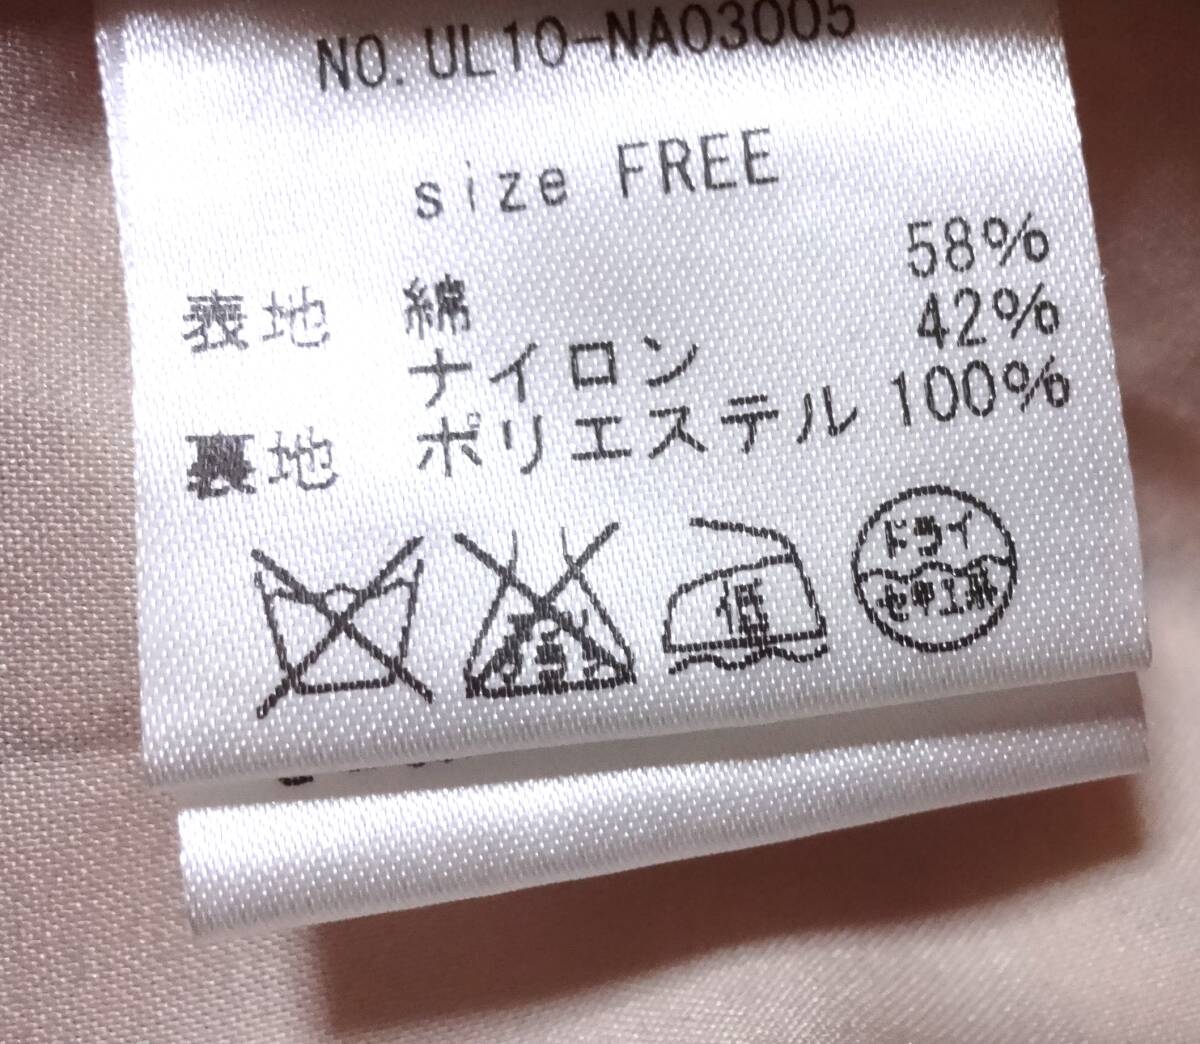 NO. UL10-NA03005
size FREE
表地 綿 58%
ナイロン 42%
裏地 ポリエステル 100%
低
ドライ
セキユ系